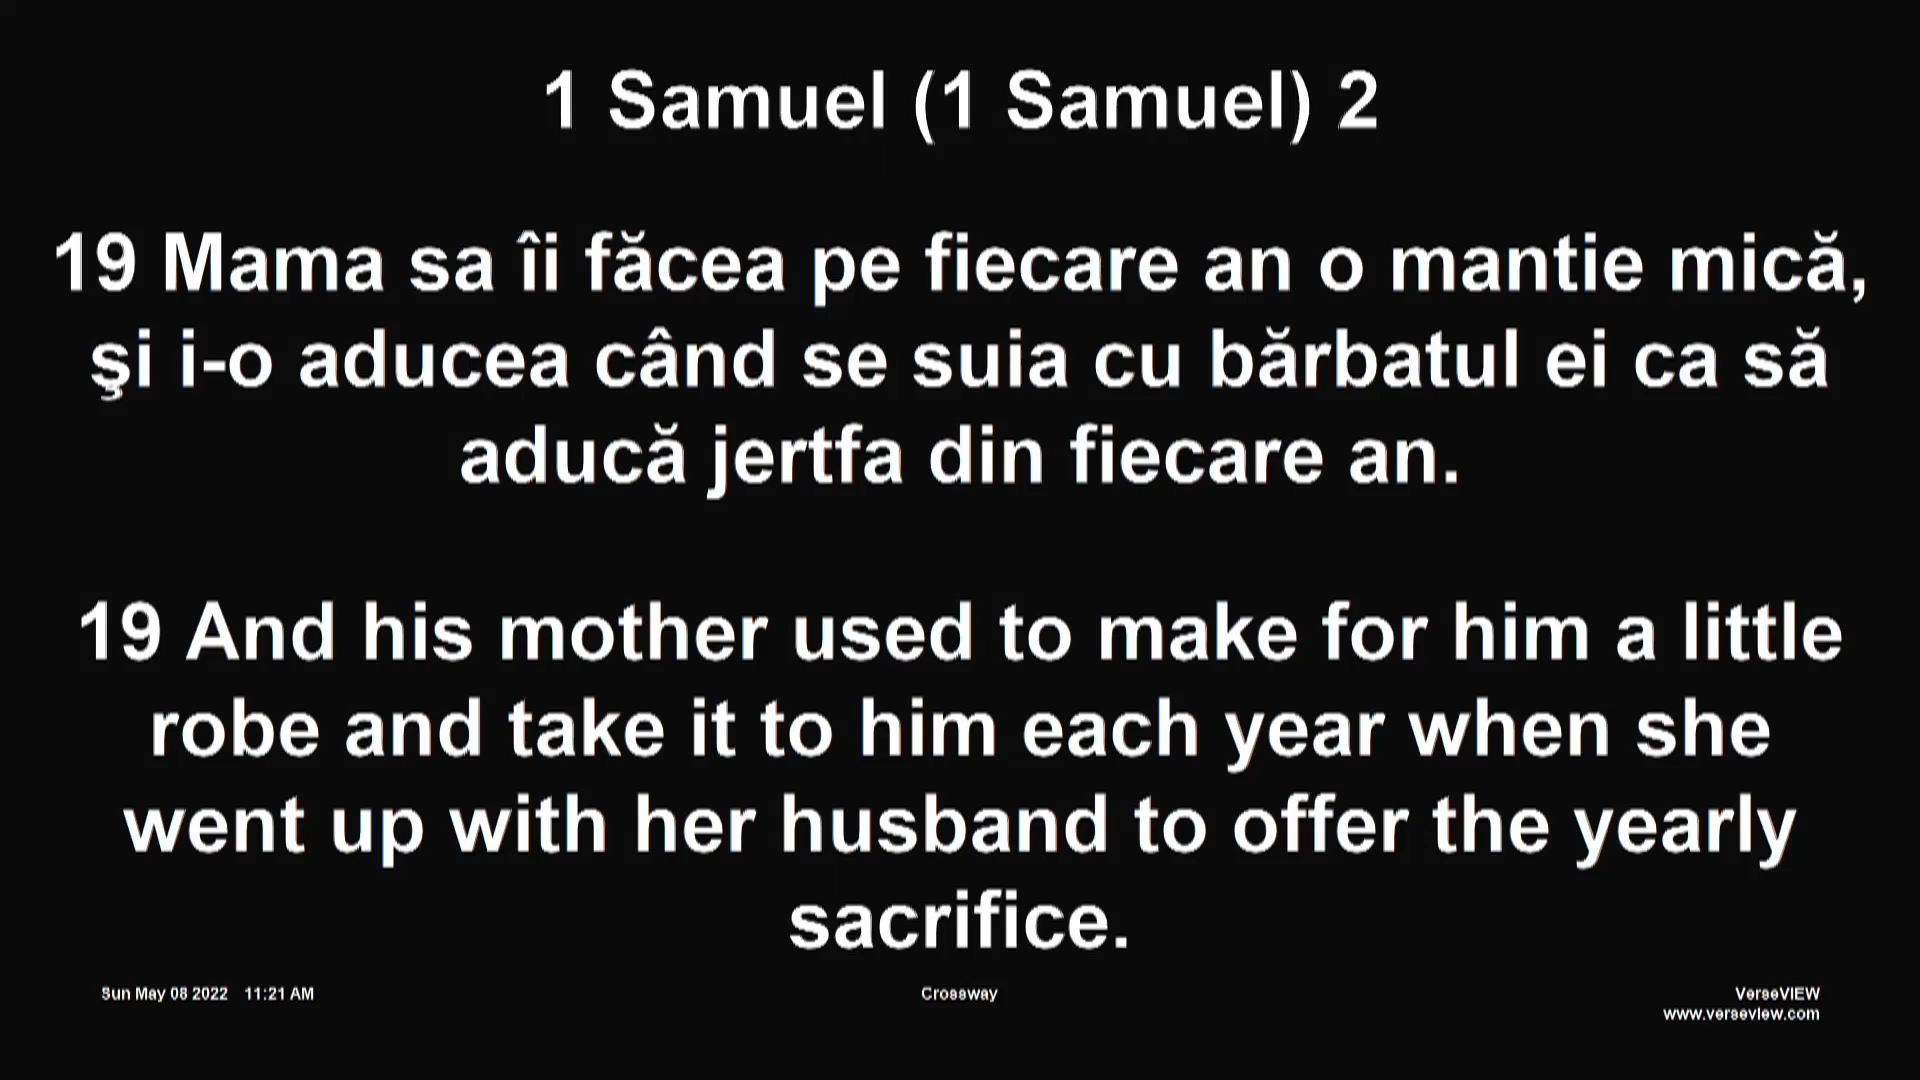 1 Samuel (1 Samuel) 2
19 Mama sa îi făcea pe fiecare an o mantie mică,
şi i-o aducea când se suia cu bărbatul ei ca să
aducă jertfa din fiecare an.
19 And his mother used to make for him a little
robe and take it to him each year when she
went up with her husband to offer the yearly
sacrifice.
Sun May 08 2022 11:21 AM
Crossway
VerseVIEW
www.verseview.com